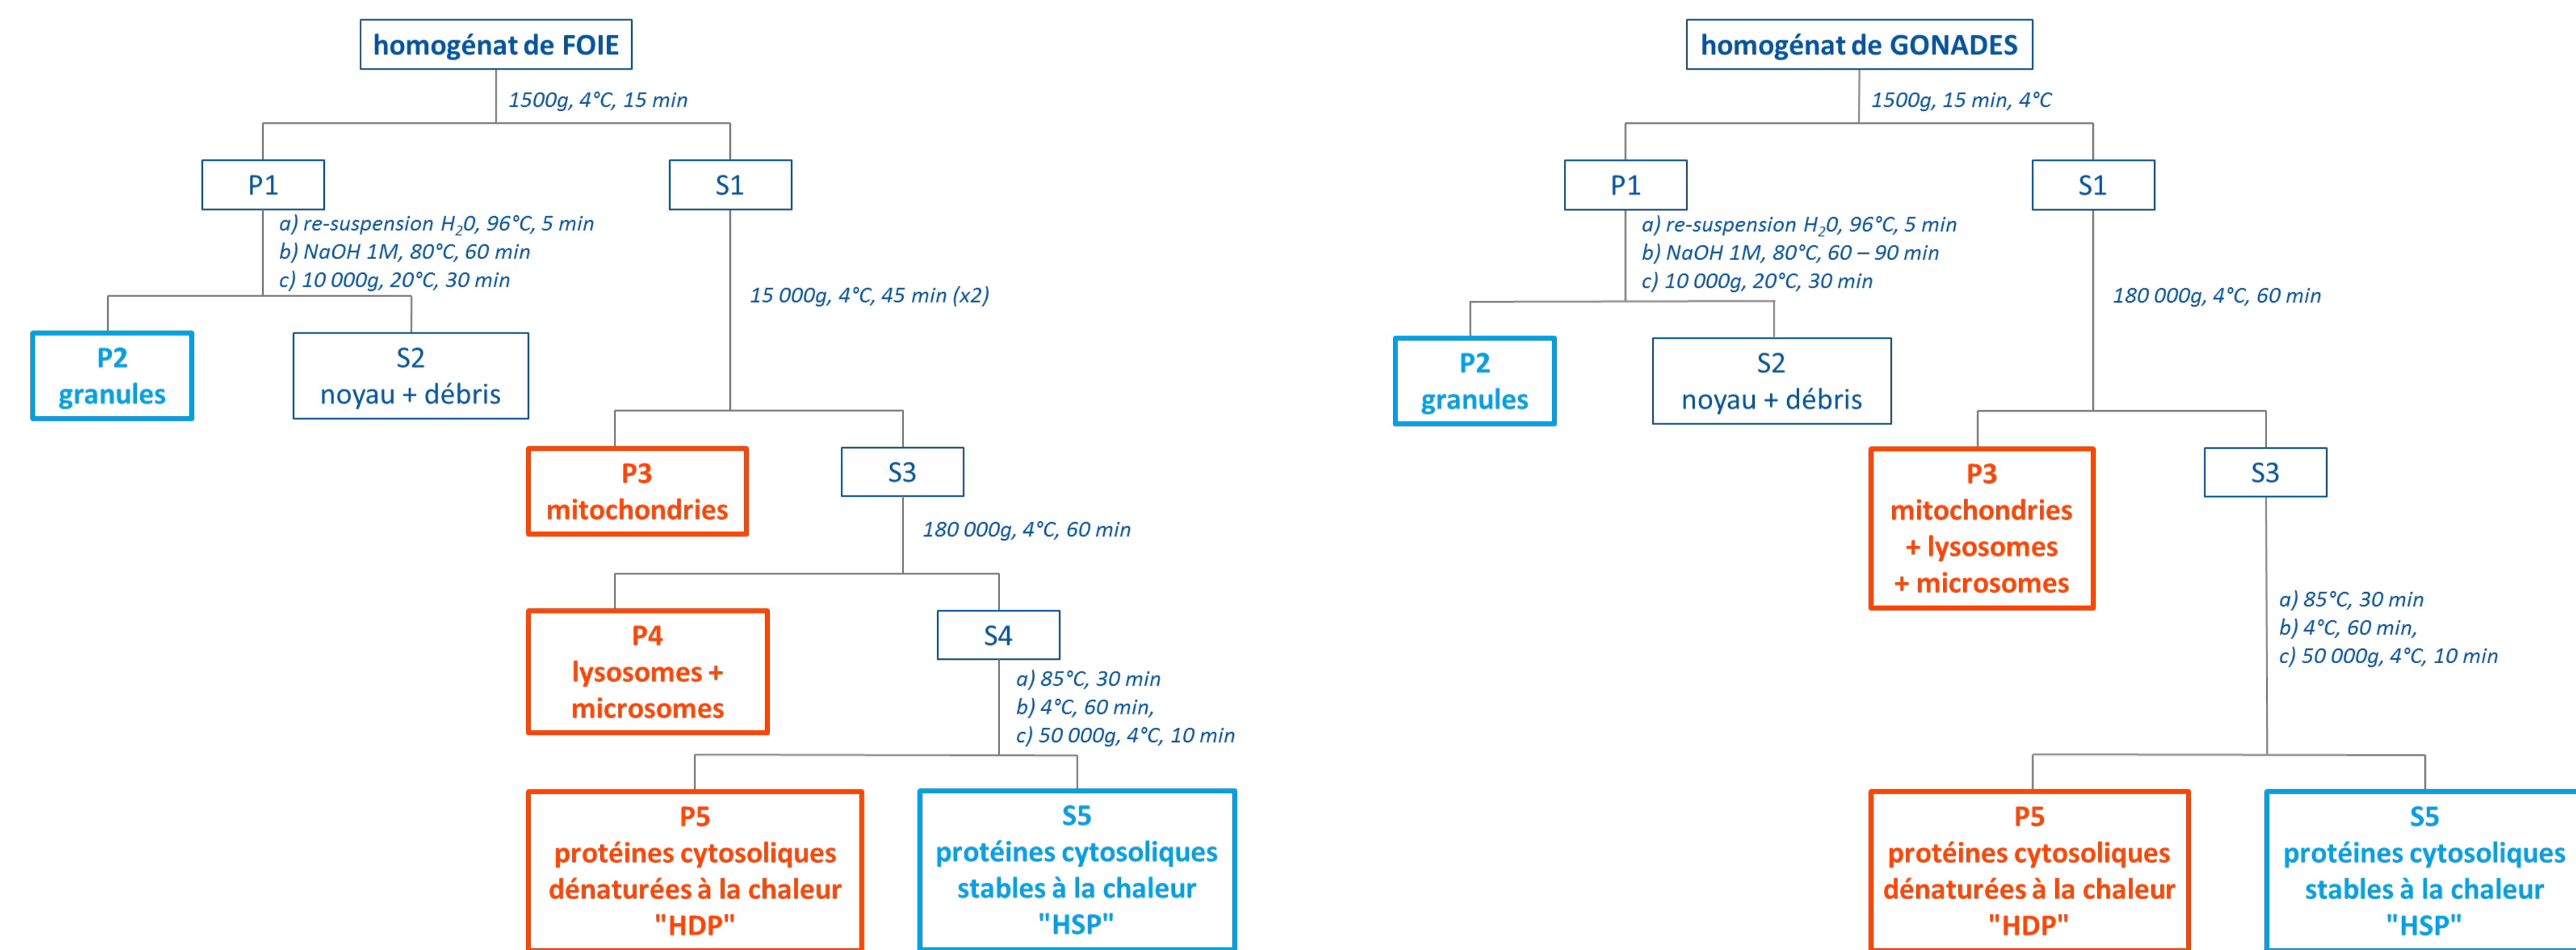 homogénat de FOIE
1500g, 4°C, 15 min
P1
S1
a) re-suspension H₂0, 96°C, 5 min
b) NaOH 1M, 80°C, 60 min
c) 10 000g, 20°C, 30 min
15 000g, 4°C, 45 min (x2)
P2
granules
S2
noyau + débris
P3
mitochondries
S3
180 000g, 4°C, 60 min
P4
lysosomes +
microsomes
S4
a) 85°C, 30 min
b) 4°C, 60 min,
c) 50 000g, 4°C, 10 min
P5
protéines cytosoliques
dénaturées à la chaleur
"HDP"
S5
protéines cytosoliques
stables à la chaleur
"HSP"
homogénat de GONADES
1500g, 15 min, 4°C
P1
S1
a) re-suspension H₂0, 96°C, 5 min
b) NaOH 1M, 80°C, 60 – 90 min
c) 10 000g, 20°C, 30 min
180 000g, 4°C, 60 min
P2
granules
S2
noyau + débris
P3
mitochondries
+ lysosomes
+ microsomes
S3
a) 85°C, 30 min
b) 4°C, 60 min,
c) 50 000g, 4°C, 10 min
P5
protéines cytosoliques
dénaturées à la chaleur
"HDP"
S5
protéines cytosoliques
stables à la chaleur
"HSP"